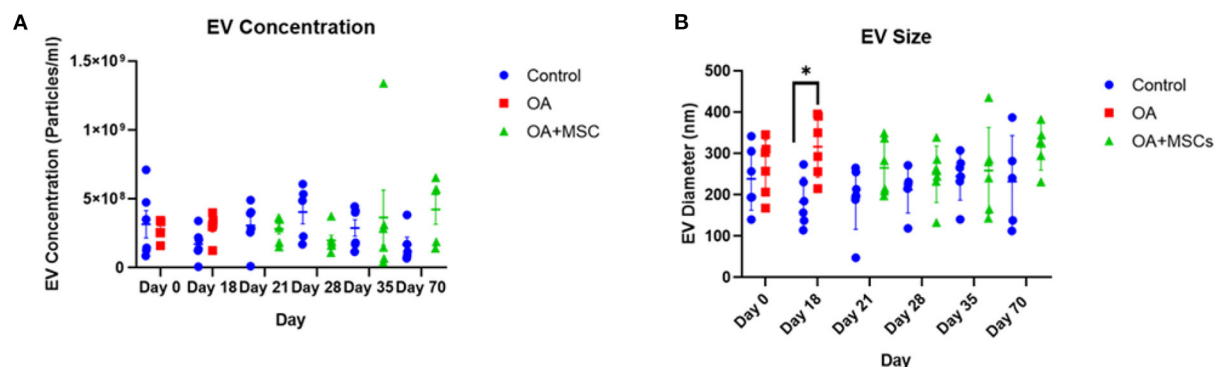 A
EV Concentration
EV Concentration (Particles/ml)
1.5×10⁹
1×10⁹
5×10⁸
0
Day 0 Day 18 Day 21 Day 28 Day 35 Day 70
Day
Control
OA
OA+MSC
B
EV Size
EV Diameter (nm)
500
400
300
200
100
0
*
Day 0
Day 18
Day 21
Day 28
Day 35
Day 70
Day
Control
OA
OA+MSCs